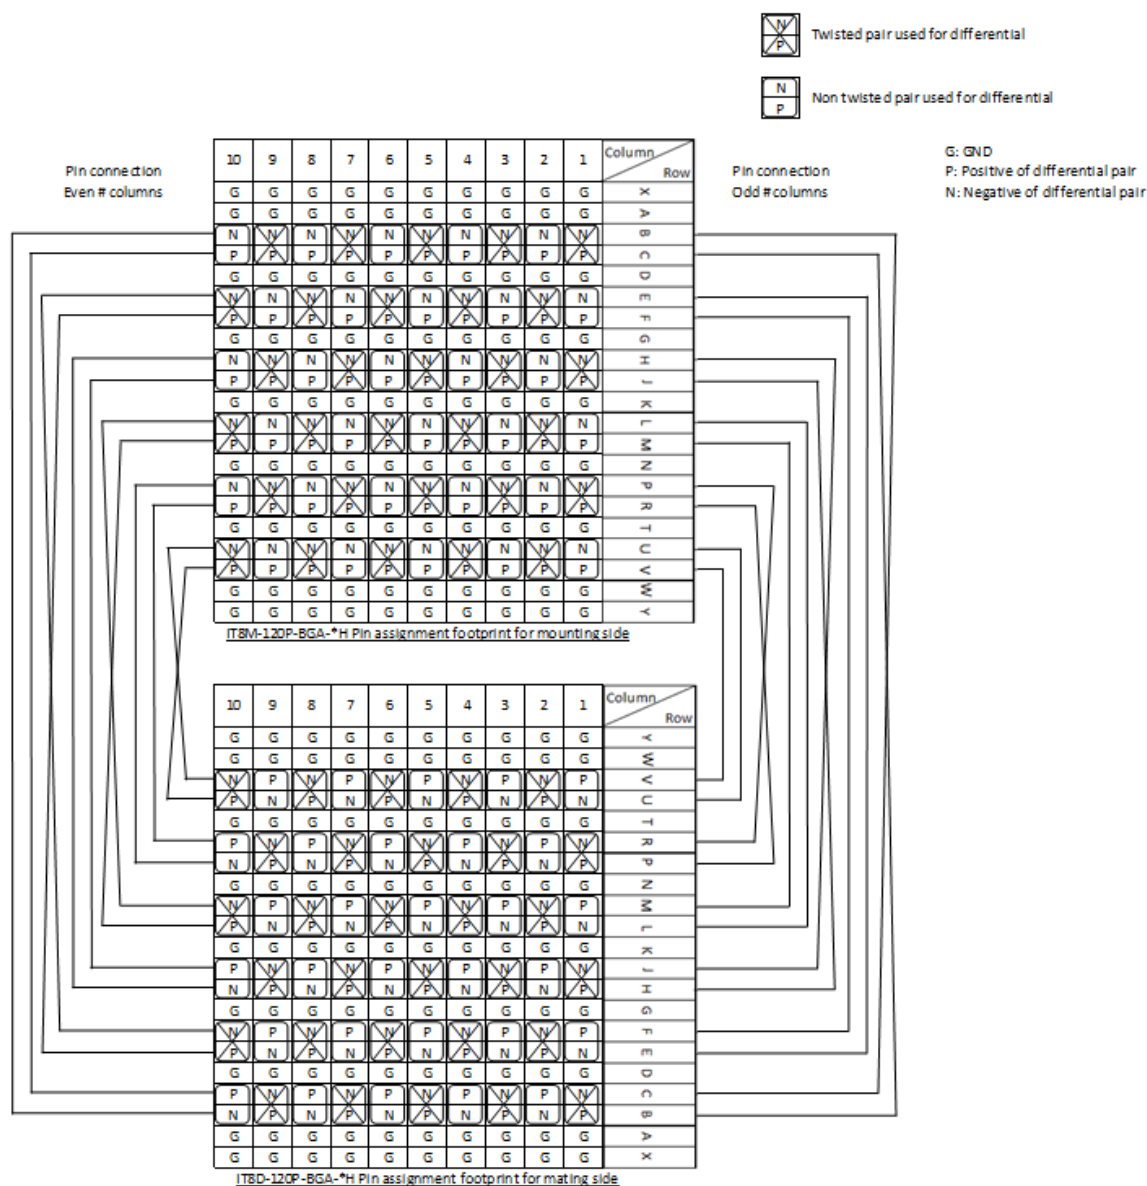 Twisted pair used for differential
N
P
Non twisted pair used for differential
N
P
G: GND
P: Positive of differential pair
N: Negative of differential pair
Pin connection
Even # columns
Pin connection
Odd # columns
10 9 8 7 6 5 4 3 2 1 Column Row
G G G G G G G G G G X
G G G G G G G G G G A
N N N N N N N N N N B
P P P P P P P P P P C
G G G G G G G G G G D
N N N N N N N N N N E
P P P P P P P P P P F
G G G G G G G G G G G
N N N N N N N N N N H
P P P P P P P P P P J
G G G G G G G G G G K
N N N N N N N N N N L
P P P P P P P P P P M
G G G G G G G G G G N
N N N N N N N N N N P
P P P P P P P P P P R
G G G G G G G G G G T
N N N N N N N N N N U
P P P P P P P P P P V
G G G G G G G G G G W
G G G G G G G G G G Y
IT8M-120P-BGA-*H Pin assignment footprint for mounting side
10 9 8 7 6 5 4 3 2 1 Column Row
G G G G G G G G G G Y
G G G G G G G G G G W
N P N P N P N P N P V
P N P N P N P N P N U
G G G G G G G G G G T
P N P N P N P N P N R
N P N P N P N P N P P
G G G G G G G G G G N
N P N P N P N P N P M
P N P N P N P N P N L
G G G G G G G G G G K
P N P N P N P N P N J
N P N P N P N P N P H
G G G G G G G G G G G
N P N P N P N P N P F
P N P N P N P N P N E
G G G G G G G G G G D
P N P N P N P N P N C
N P N P N P N P N P B
G G G G G G G G G G A
G G G G G G G G G G X
IT8D-120P-BGA-*H Pin assignment footprint for mating side